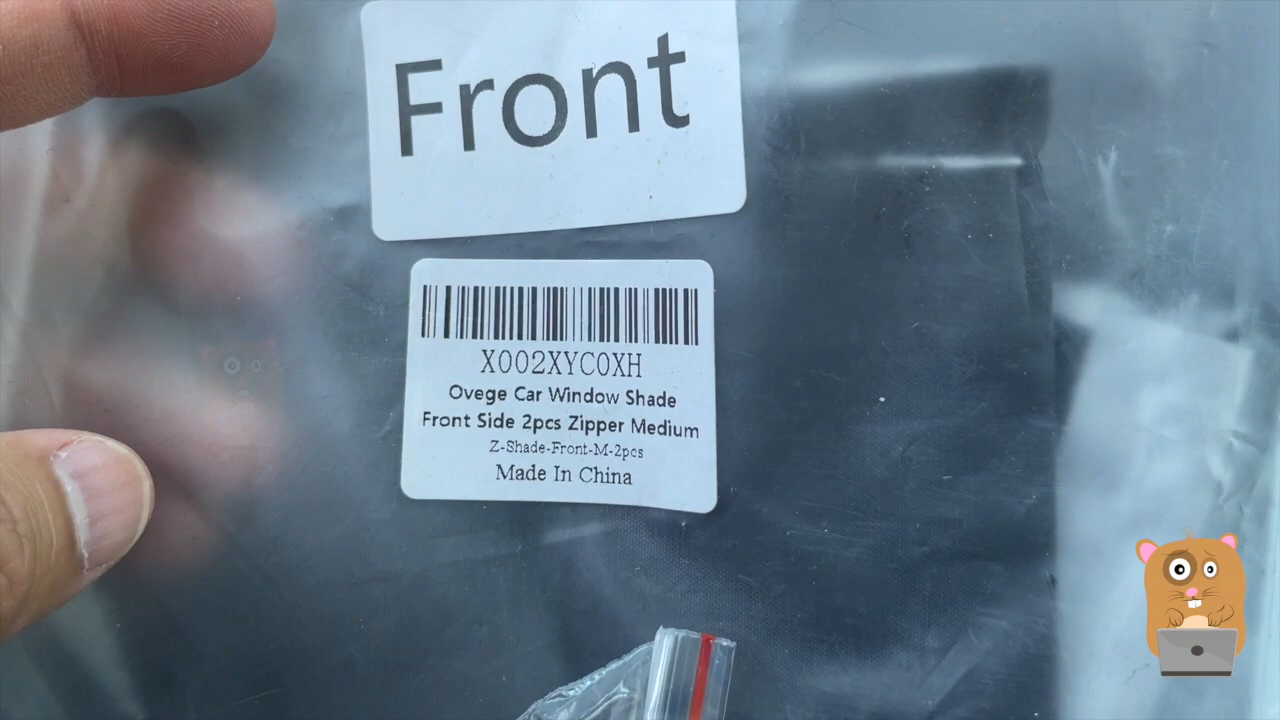 Front
X002XYC0XH
Ovege Car Window Shade
Front Side 2pcs Zipper Medium
Z-Shade-Front-M-2pcs
Made In China